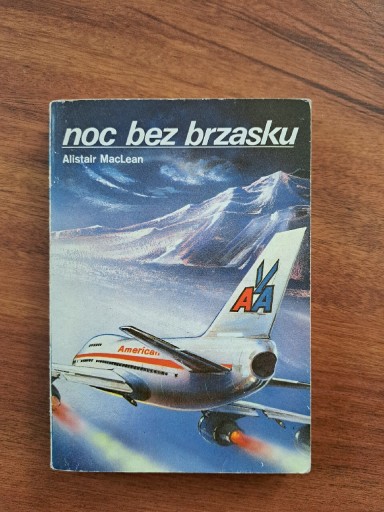 noc bez brzasku
Alistair MacLean
AA
American